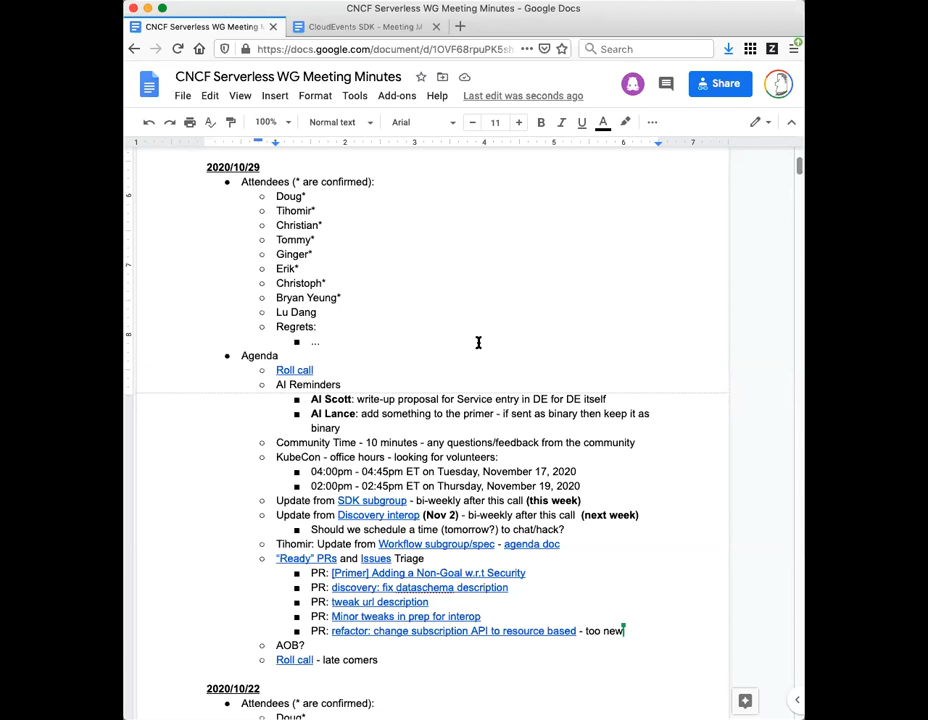 CNCF Serverless WG Meeting Minutes - Google Docs
CNCF Serverless WG Meeting
CloudEvents SDK - Meeting
https://docs.google.com/document/d/1OVF68rpuPK5sh
Search
CNCF Serverless WG Meeting Minutes
Share
File Edit View Insert Format Tools Add-ons Help Last edit was seconds ago
100% Normal text Arial 11 B I U A
1 2 3 4 5 6 7
2020/10/29
Attendees (* are confirmed):
Doug*
Tihomir*
Christian*
Tommy*
Ginger*
Erik*
Christoph*
Bryan Yeung*
Lu Dang
Regrets:
...
Agenda
Roll call
AI Reminders
AI Scott: write-up proposal for Service entry in DE for DE itself
AI Lance: add something to the primer - if sent as binary then keep it as
binary
Community Time - 10 minutes - any questions/feedback from the community
KubeCon - office hours - looking for volunteers:
04:00pm - 04:45pm ET on Tuesday, November 17, 2020
02:00pm - 02:45pm ET on Thursday, November 19, 2020
Update from SDK subgroup - bi-weekly after this call (this week)
Update from Discovery interop (Nov 2) - bi-weekly after this call (next week)
Should we schedule a time (tomorrow?) to chat/hack?
Tihomir: Update from Workflow subgroup/spec - agenda doc
“Ready” PRs and Issues Triage
PR: [Primer] Adding a Non-Goal w.r.t Security
PR: discovery: fix dataschema description
PR: tweak url description
PR: Minor tweaks in prep for interop
PR: refactor: change subscription API to resource based - too new
AOB?
Roll call - late comers
2020/10/22
Attendees (* are confirmed):
Doug*